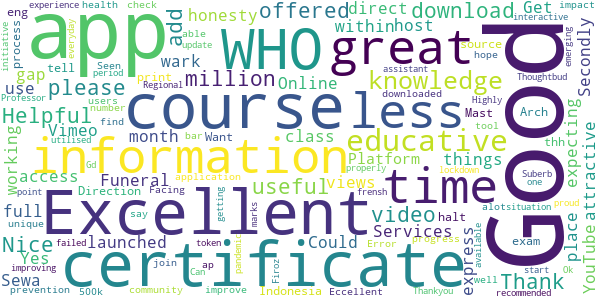 experience health check
initiative
eng process
everyday
able
update
Seen
period
tell
gap
print
Regional
app
add
honesty
wark
million
WHO
offered
within
Online
direct
host
great
download
Get
source
hope
assistant
interactive
impact
Secondly
emerging
Thoughtbud
please
Professor
use
users
number
Helpful
Vimeo
find
month
bar
Want
course
class
less
knowledge
Platform
downloaded
Highly
Mast
tool
Arch
Good
expecting
attractive
YouTube
working
access
utilised
Gd
information
application
Direction
Facing
Funeral
useful
educative
views
time
things
properly
lockdown
frensh
thh
Suberb
one
alotsituation
proud
full
point
unique
say
launched
getting
marks
Could
video
Services
halt
express
exam
place
Nice
Yes
Sewa
failed
improving
prevention
500k
Excellent
token
join
ap
Can
community
improve
pandemic
Firoz
Indonesia
Error
progress
Eccellent
Thankyou
certificate
Thank
available
well
start
Ok
recommended